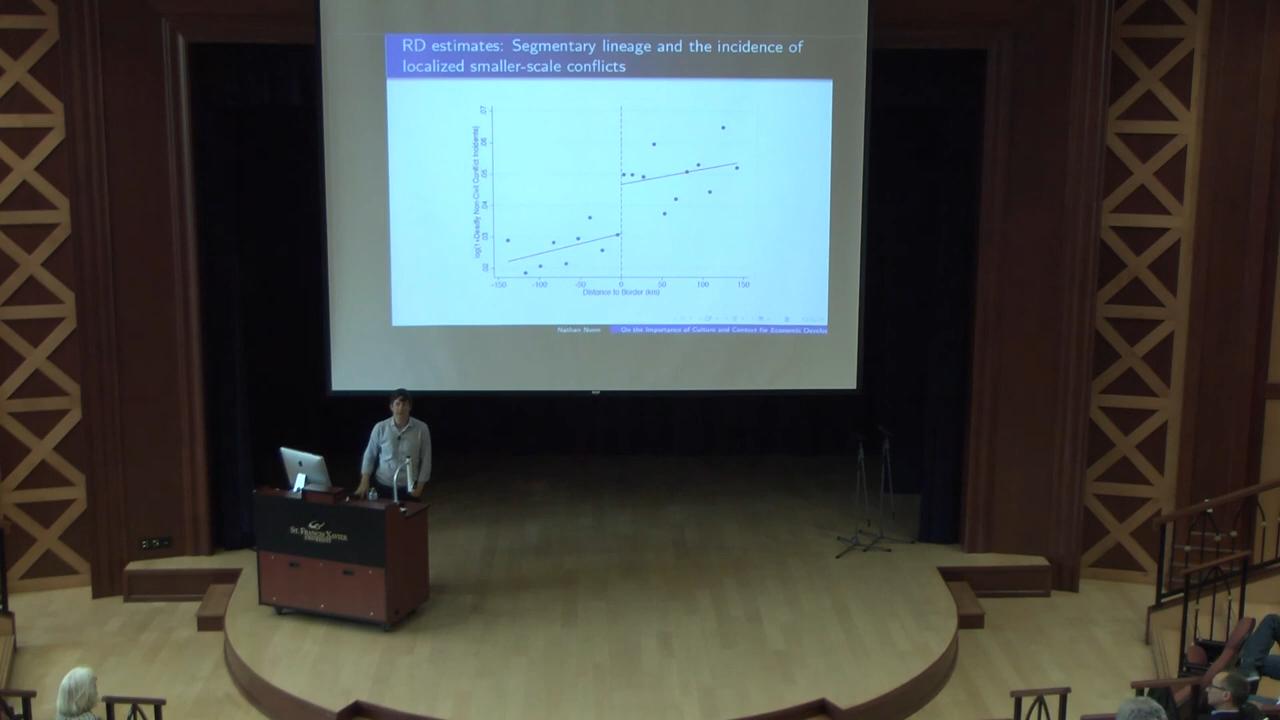 RD estimates: Segmentary lineage and the incidence of
localized smaller-scale conflicts
log(1+Deadly Non-Civil Conflict Incidents)
.07
.06
.05
.04
.03
.02
-150 -100 -50 0 50 100 150
Distance to Border (km)
Nathan Nunn On the Importance of Culture and Context for Economic Develo
ST. FRANCIS XAVIER
UNIVERSITY